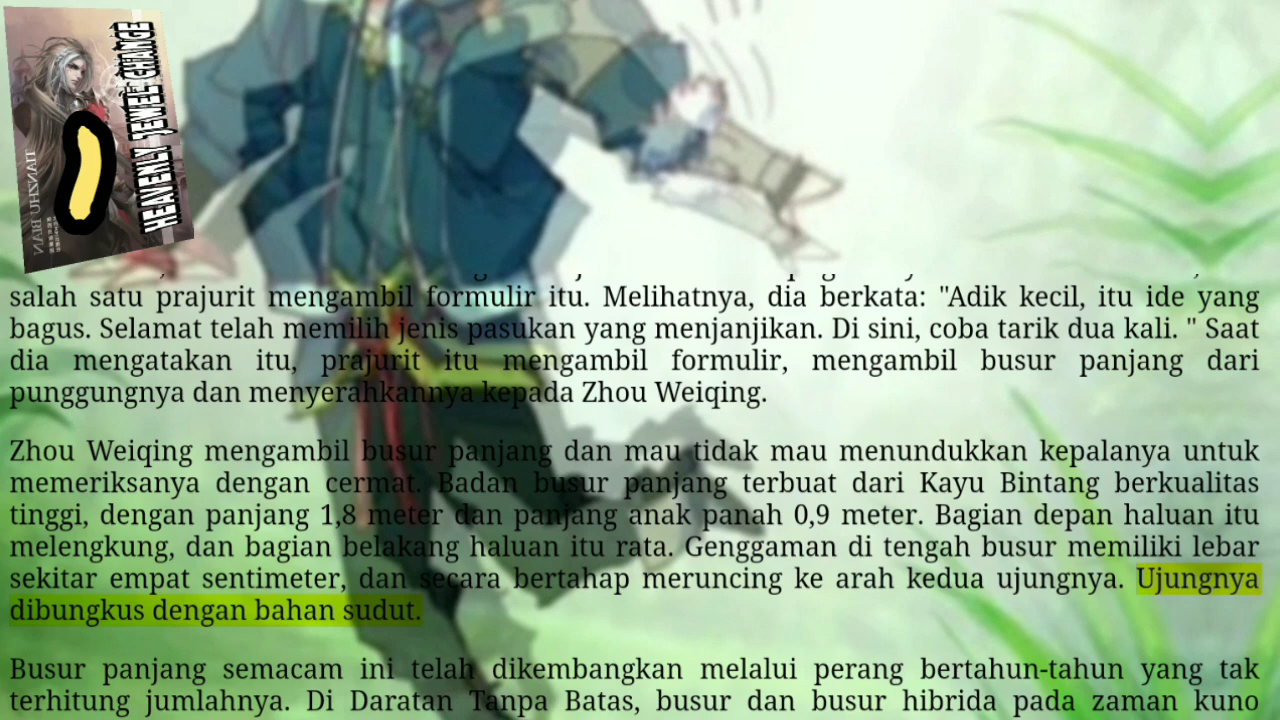 HEAVENLY JEWEL CHANGE
TIANZHU BIAN
salah satu prajurit mengambil formulir itu. Melihatnya, dia berkata: "Adik kecil, itu ide yang
bagus. Selamat telah memilih jenis pasukan yang menjanjikan. Di sini, coba tarik dua kali. " Saat
dia mengatakan itu, prajurit itu mengambil formulir, mengambil busur panjang dari
punggungnya dan menyerahkannya kepada Zhou Weiqing.
Zhou Weiqing mengambil busur panjang dan mau tidak mau menundukkan kepalanya untuk
memeriksanya dengan cermat. Badan busur panjang terbuat dari Kayu Bintang berkualitas
tinggi, dengan panjang 1,8 meter dan panjang anak panah 0,9 meter. Bagian depan haluan itu
melengkung, dan bagian belakang haluan itu rata. Genggaman di tengah busur memiliki lebar
sekitar empat sentimeter, dan secara bertahap meruncing ke arah kedua ujungnya. Ujungnya
dibungkus dengan bahan sudut.
Busur panjang semacam ini telah dikembangkan melalui perang bertahun-tahun yang tak
terhitung jumlahnya. Di Daratan Tanpa Batas, busur dan busur hibrida pada zaman kuno